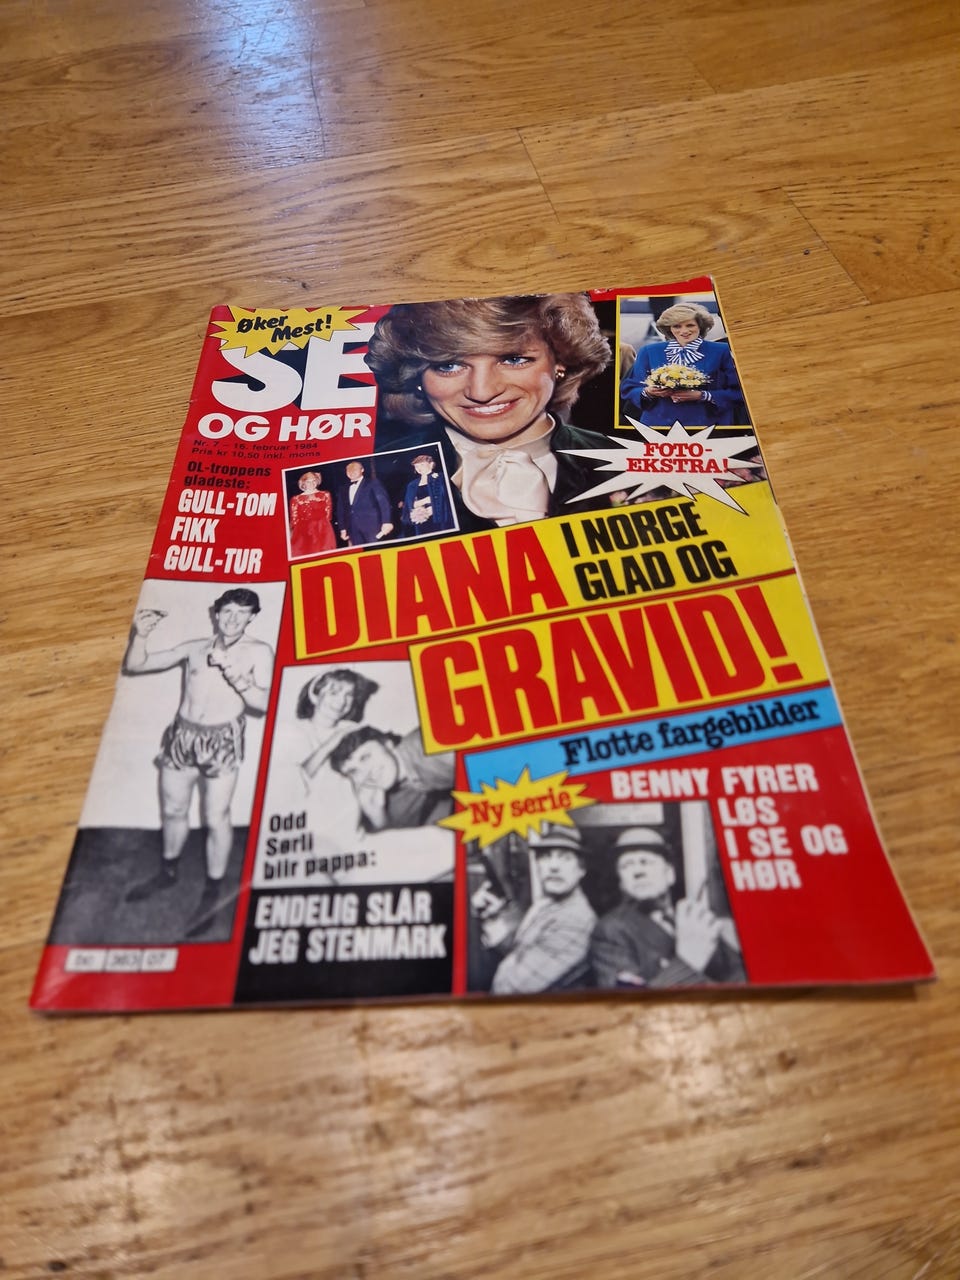 Øker
Mest!
SE
OG HØR
Nr. 7 – 16. februar 1984
Pris kr 10,50 inkl. moms
OL-troppens
gladeste:
GULL-TOM
FIKK
GULL-TUR
FOTO-
EKSTRA!
DIANA
I NORGE
GLAD OG
GRAVID!
Flotte fargebilder
Ny serie
BENNY FYRER
LØS
I SE OG
HØR
Odd
Sørli
blir pappa:
ENDELIG SLÅR
JEG STENMARK